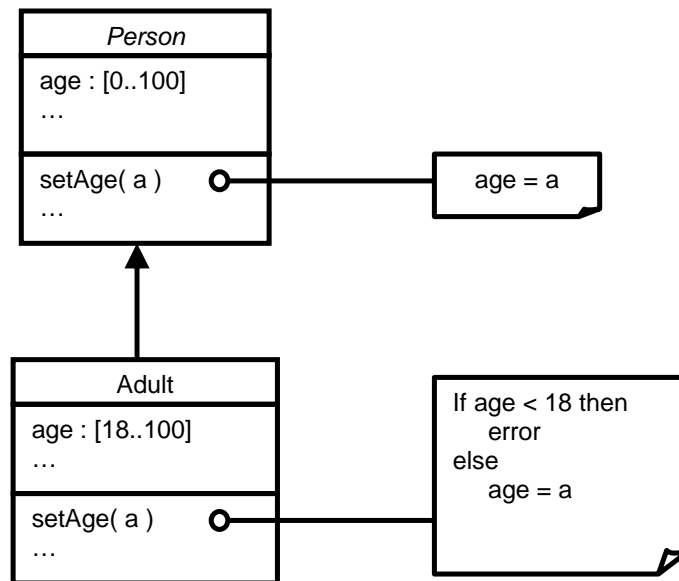 Person
age : [0..100]
…
setAge( a )
…
age = a
Adult
age : [18..100]
…
setAge( a )
…
If age < 18 then
error
else
age = a